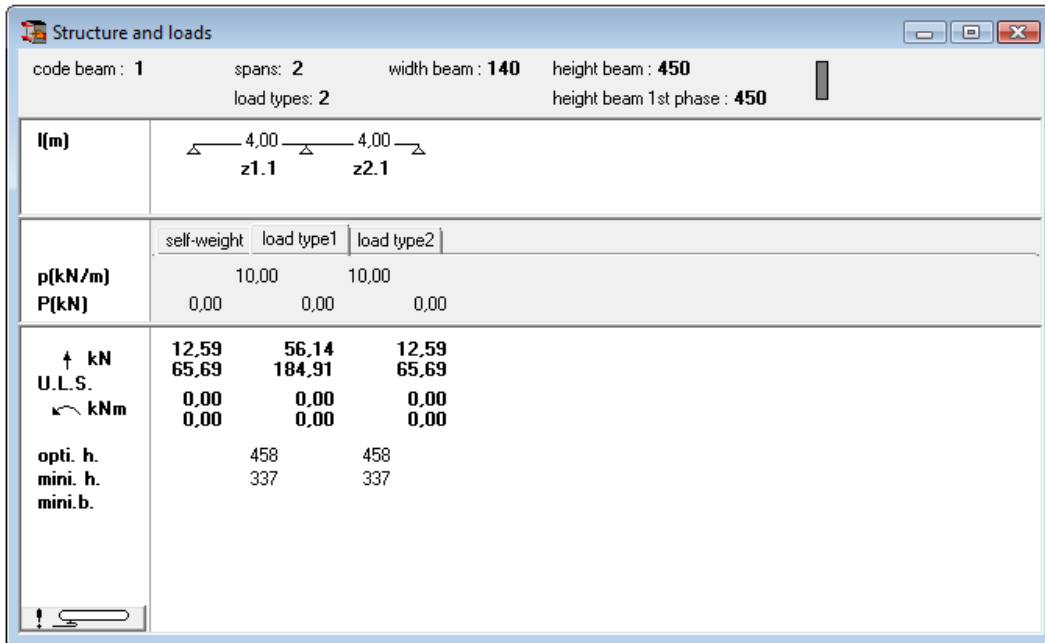 Structure and loads
code beam : 1 spans: 2 width beam : 140 height beam : 450
load types: 2 height beam 1st phase : 450
l(m) 4,00 4,00
z1.1 z2.1
self-weight load type1 load type2
p(kN/m) 10,00 10,00
P(kN) 0,00 0,00 0,00
kN 12,59 56,14 12,59
65,69 184,91 65,69
U.L.S.
kNm 0,00 0,00 0,00
0,00 0,00 0,00
opti. h. 458 458
mini. h. 337 337
mini.b.
!